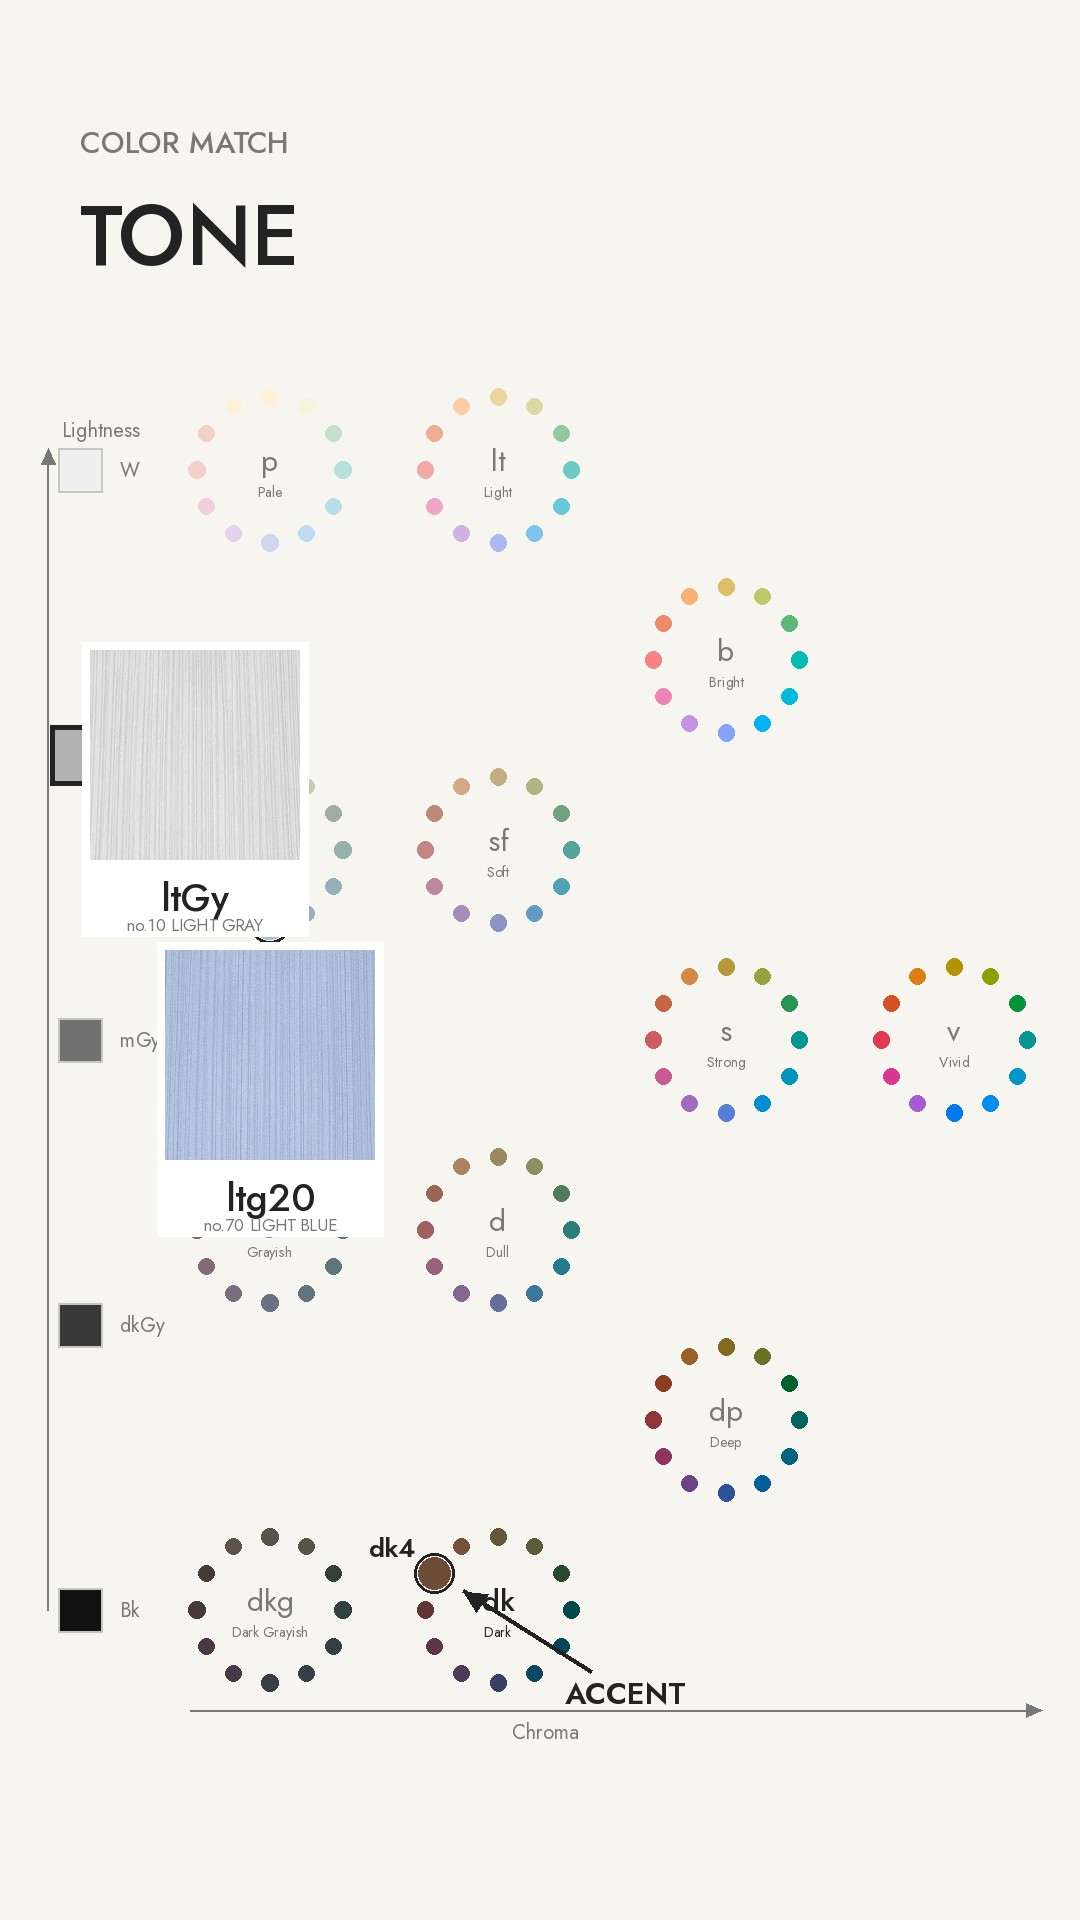 COLOR MATCH
TONE
Lightness
W
p
Pale
lt
Light
b
Bright
ltGy
no.10 LIGHT GRAY
sf
Soft
mGy
s
Strong
v
Vivid
ltg20
no.70 LIGHT BLUE
Grayish
d
Dull
dkGy
dp
Deep
dk4
Bk
dkg
Dark Grayish
dk
Dark
ACCENT
Chroma